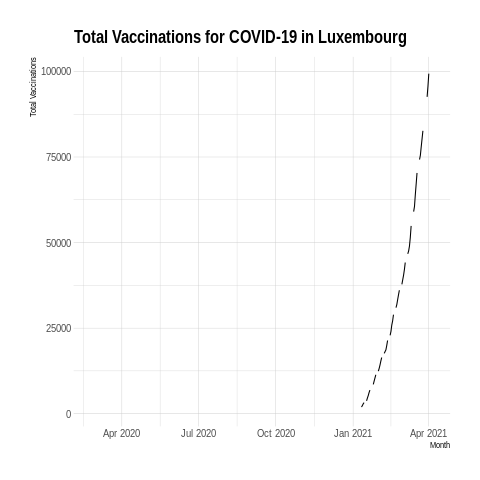 Total Vaccinations for COVID-19 in Luxembourg
Total Vaccinations
100000
75000
50000
25000
0
Apr 2020 Jul 2020 Oct 2020 Jan 2021 Apr 2021
Month